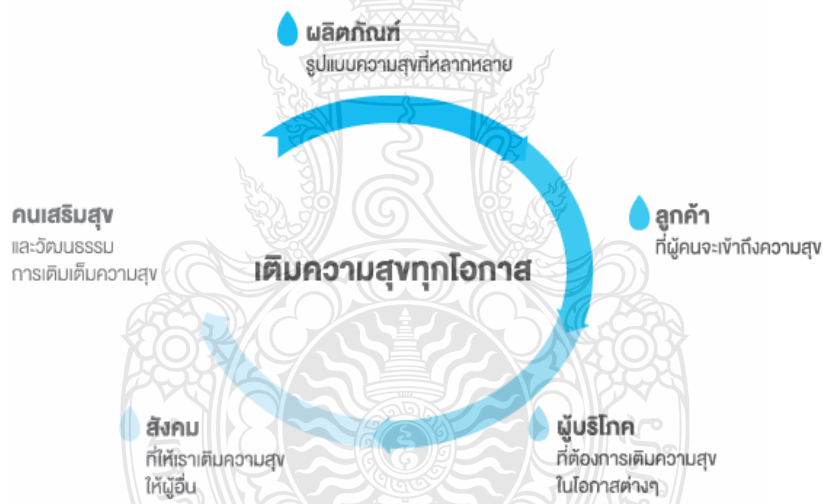 ผลิตภัณฑ์
รูปแบบความสุขที่หลากหลาย
ลูกค้า
ที่ผู้คนจะเข้าถึงความสุข
ผู้บริโภค
ที่ต้องการเติมความสุข
ในโอกาสต่างๆ
สังคม
ที่ให้เราเติมความสุข
ให้ผู้อื่น
คนเสริมสุข
และวัฒนธรรม
การเติมเต็มความสุข
เติมความสุขทุกโอกาส